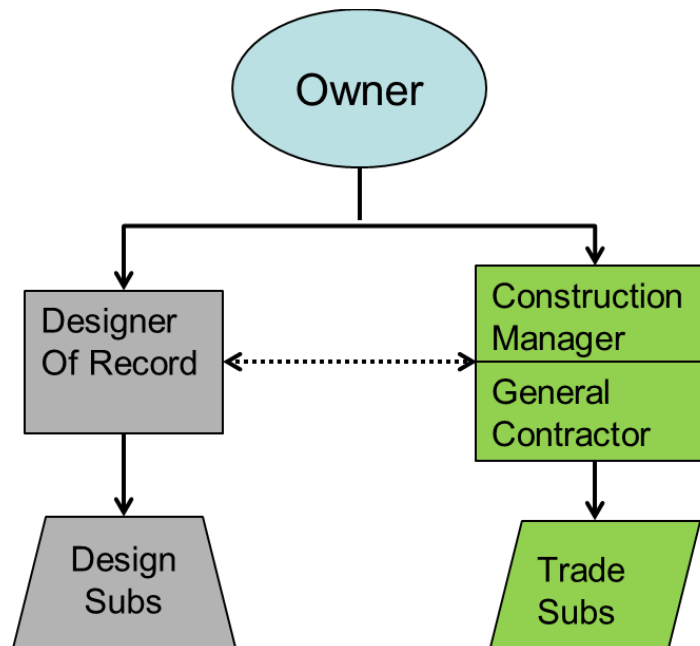 Owner
Designer
Of Record
Construction
Manager
General
Contractor
Design
Subs
Trade
Subs